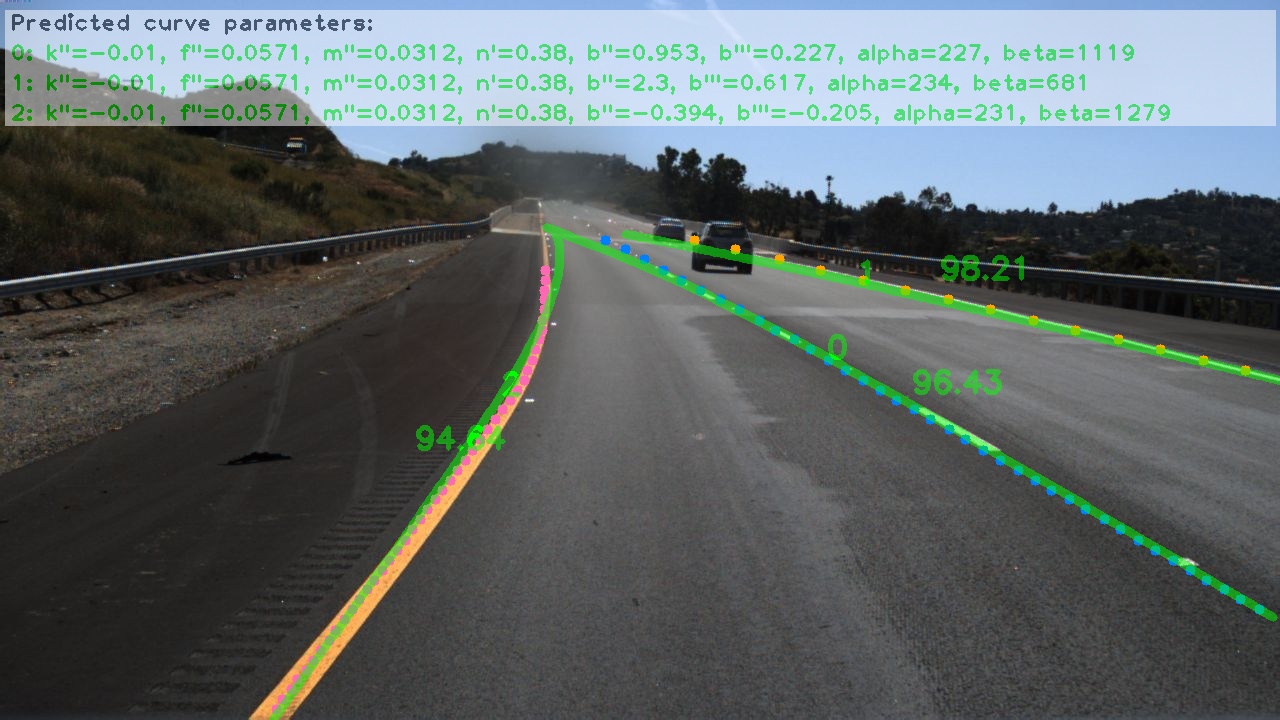 Predicted curve parameters:
0: k''=-0.01, f''=0.0571, m''=0.0312, n'=0.38, b''=0.953, b'''=0.227, alpha=227, beta=1119
1: k''=-0.01, f''=0.0571, m''=0.0312, n'=0.38, b''=2.3, b'''=0.617, alpha=234, beta=681
2: k''=-0.01, f''=0.0571, m''=0.0312, n'=0.38, b''=-0.394, b'''=-0.205, alpha=231, beta=1279
1
98.21
0
96.43
2
94.64